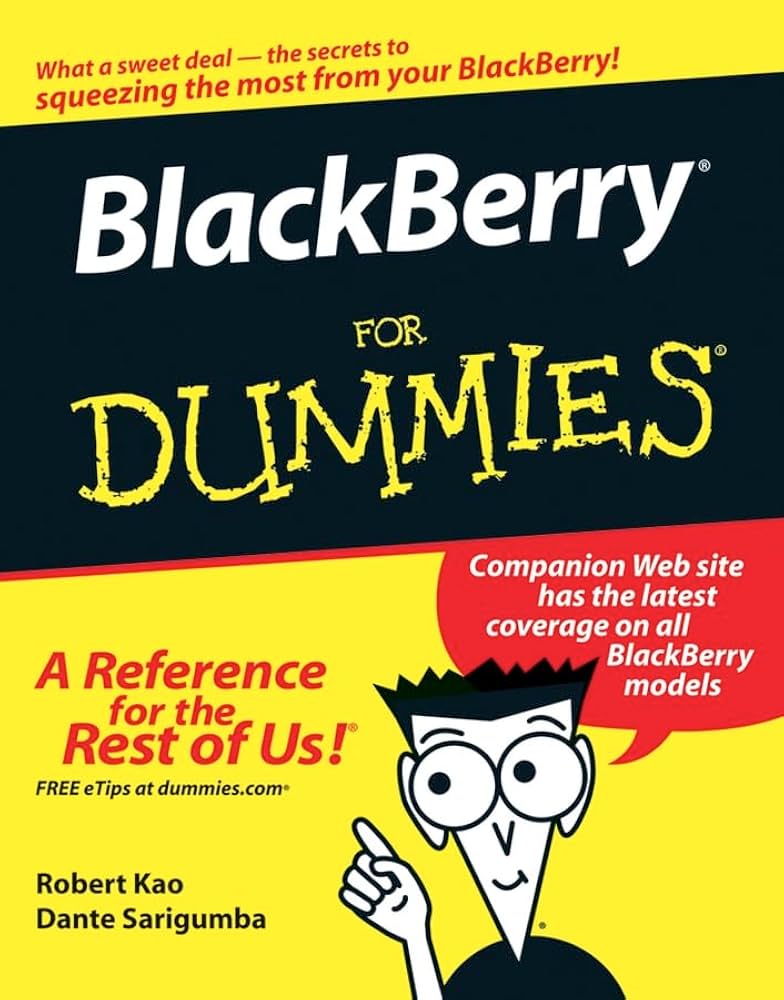 What a sweet deal — the secrets to
squeezing the most from your BlackBerry!
BlackBerry®
FOR
DUMMIES®
Companion Web site
has the latest
coverage on all
BlackBerry
models
A Reference
for the
Rest of Us!®
FREE eTips at dummies.com®
Robert Kao
Dante Sarigumba
®